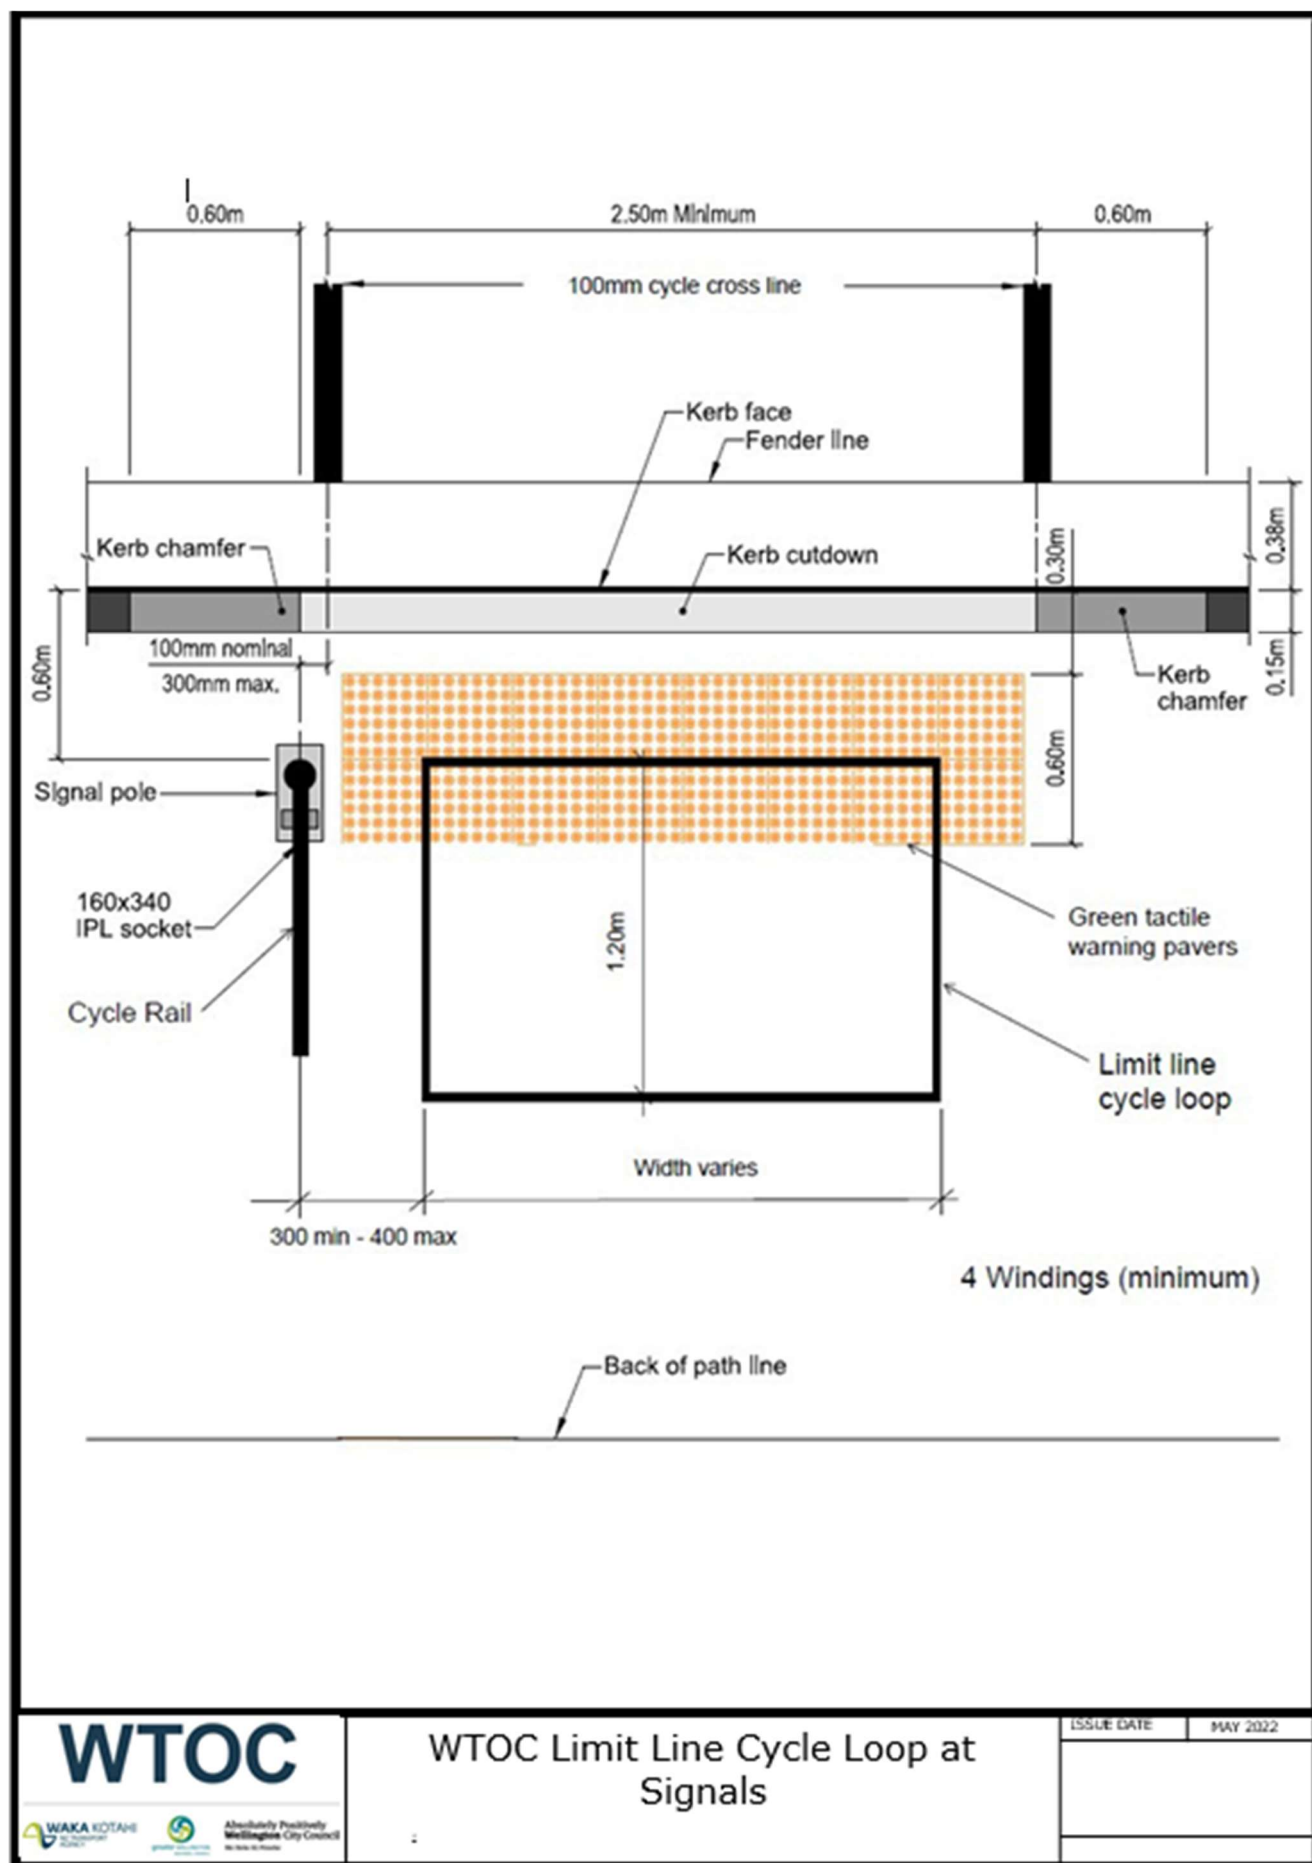 0.60m
2.50m Minimum
0.60m
100mm cycle cross line
Kerb face
Fender line
Kerb chamfer
Kerb cutdown
0.30m
0.38m
0.60m
100mm nominal
300mm max.
Kerb
chamfer
0.15m
Signal pole
0.60m
160x340
IPL socket
1.20m
Green tactile
warning pavers
Cycle Rail
Limit line
cycle loop
Width varies
300 min - 400 max
4 Windings (minimum)
Back of path line
WTOC
WAKA KOTAHI
NZ TRANSPORT
AGENCY
Absolutely Positively
Wellington City Council
WTOC Limit Line Cycle Loop at
Signals
ISSUE DATE
MAY 2022